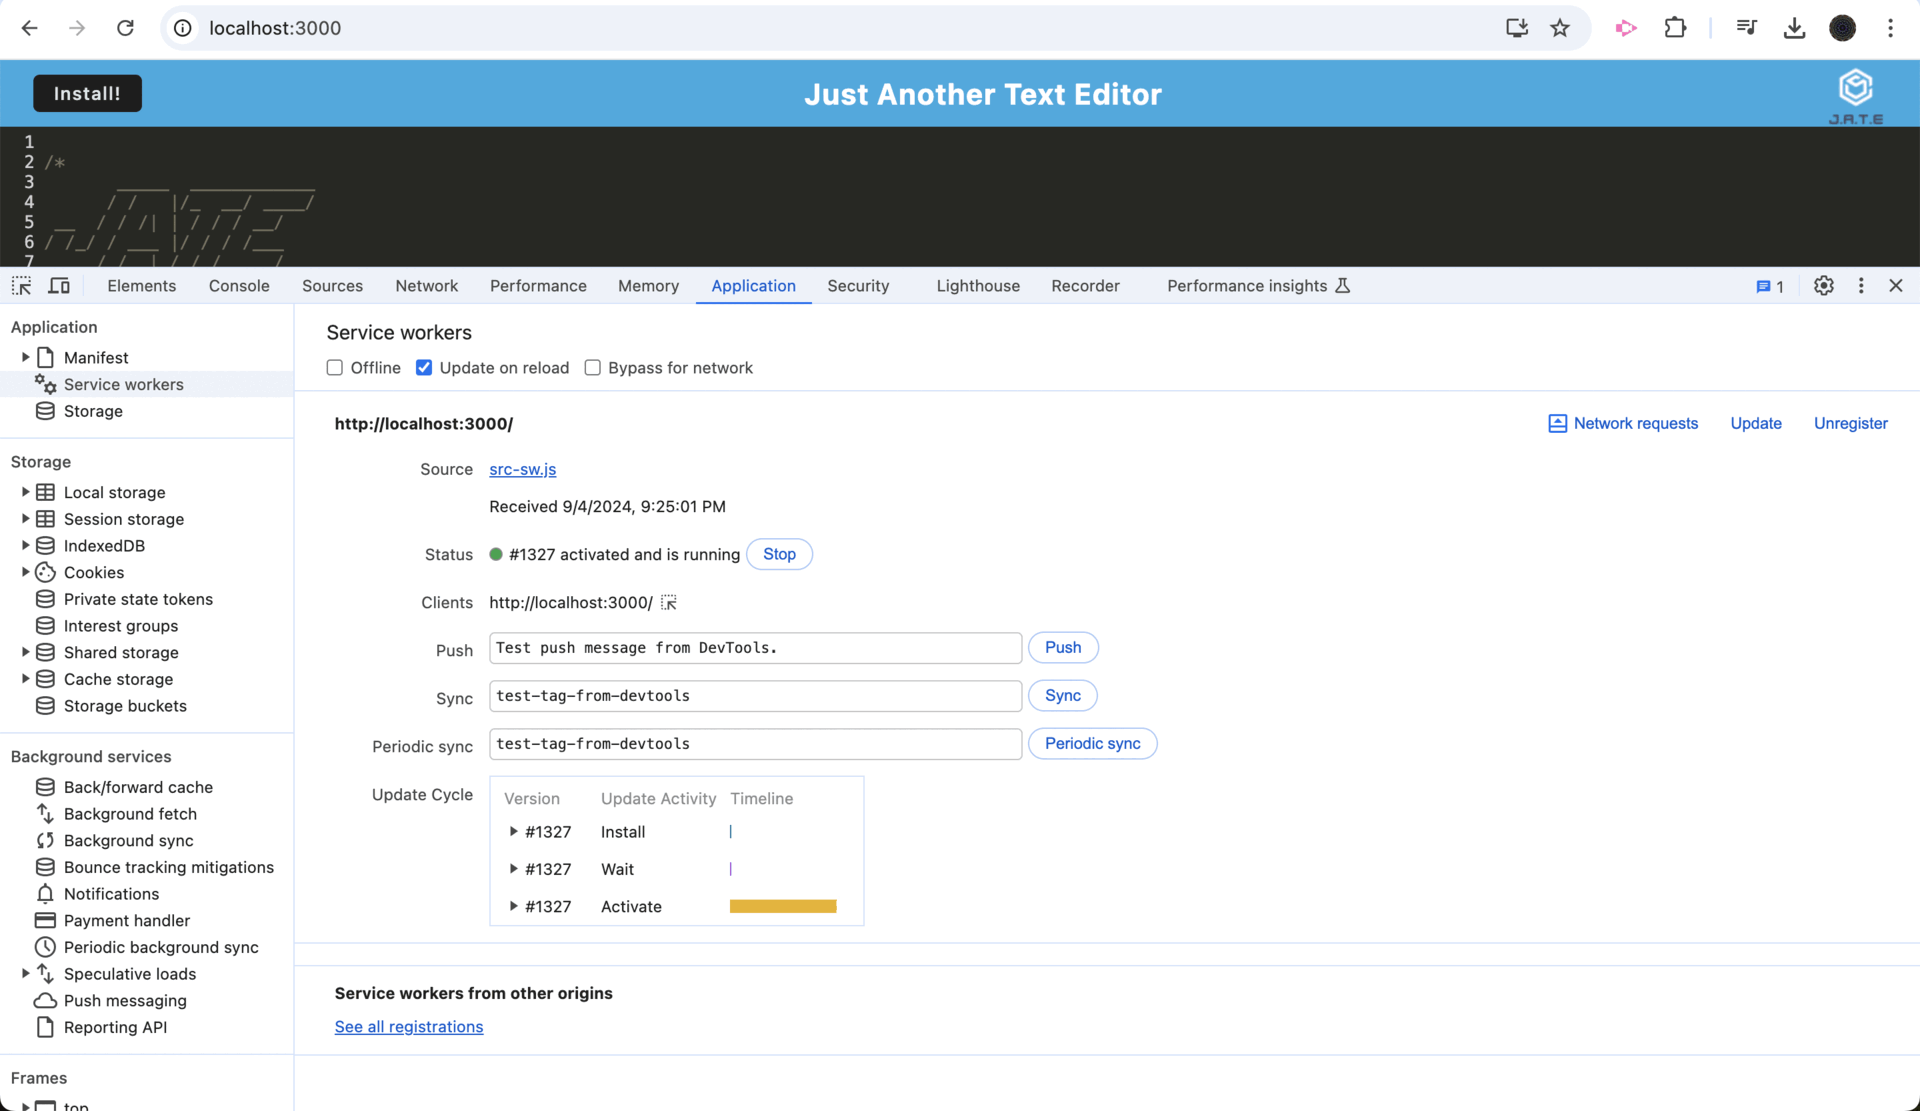 localhost:3000
Install!
Just Another Text Editor
J.A.T.E
1
2 /*
3
4
5
6
7
Elements Console Sources Network Performance Memory Application Security Lighthouse Recorder Performance insights 1
Application
Manifest
Service workers
Storage
Storage
Local storage
Session storage
IndexedDB
Cookies
Private state tokens
Interest groups
Shared storage
Cache storage
Storage buckets
Background services
Back/forward cache
Background fetch
Background sync
Bounce tracking mitigations
Notifications
Payment handler
Periodic background sync
Speculative loads
Push messaging
Reporting API
Frames
top
Service workers
Offline Update on reload Bypass for network
http://localhost:3000/ Network requests Update Unregister
Source src-sw.js
Received 9/4/2024, 9:25:01 PM
Status #1327 activated and is running Stop
Clients http://localhost:3000/
Push Test push message from DevTools. Push
Sync test-tag-from-devtools Sync
Periodic sync test-tag-from-devtools Periodic sync
Update Cycle Version Update Activity Timeline
#1327 Install
#1327 Wait
#1327 Activate
Service workers from other origins
See all registrations